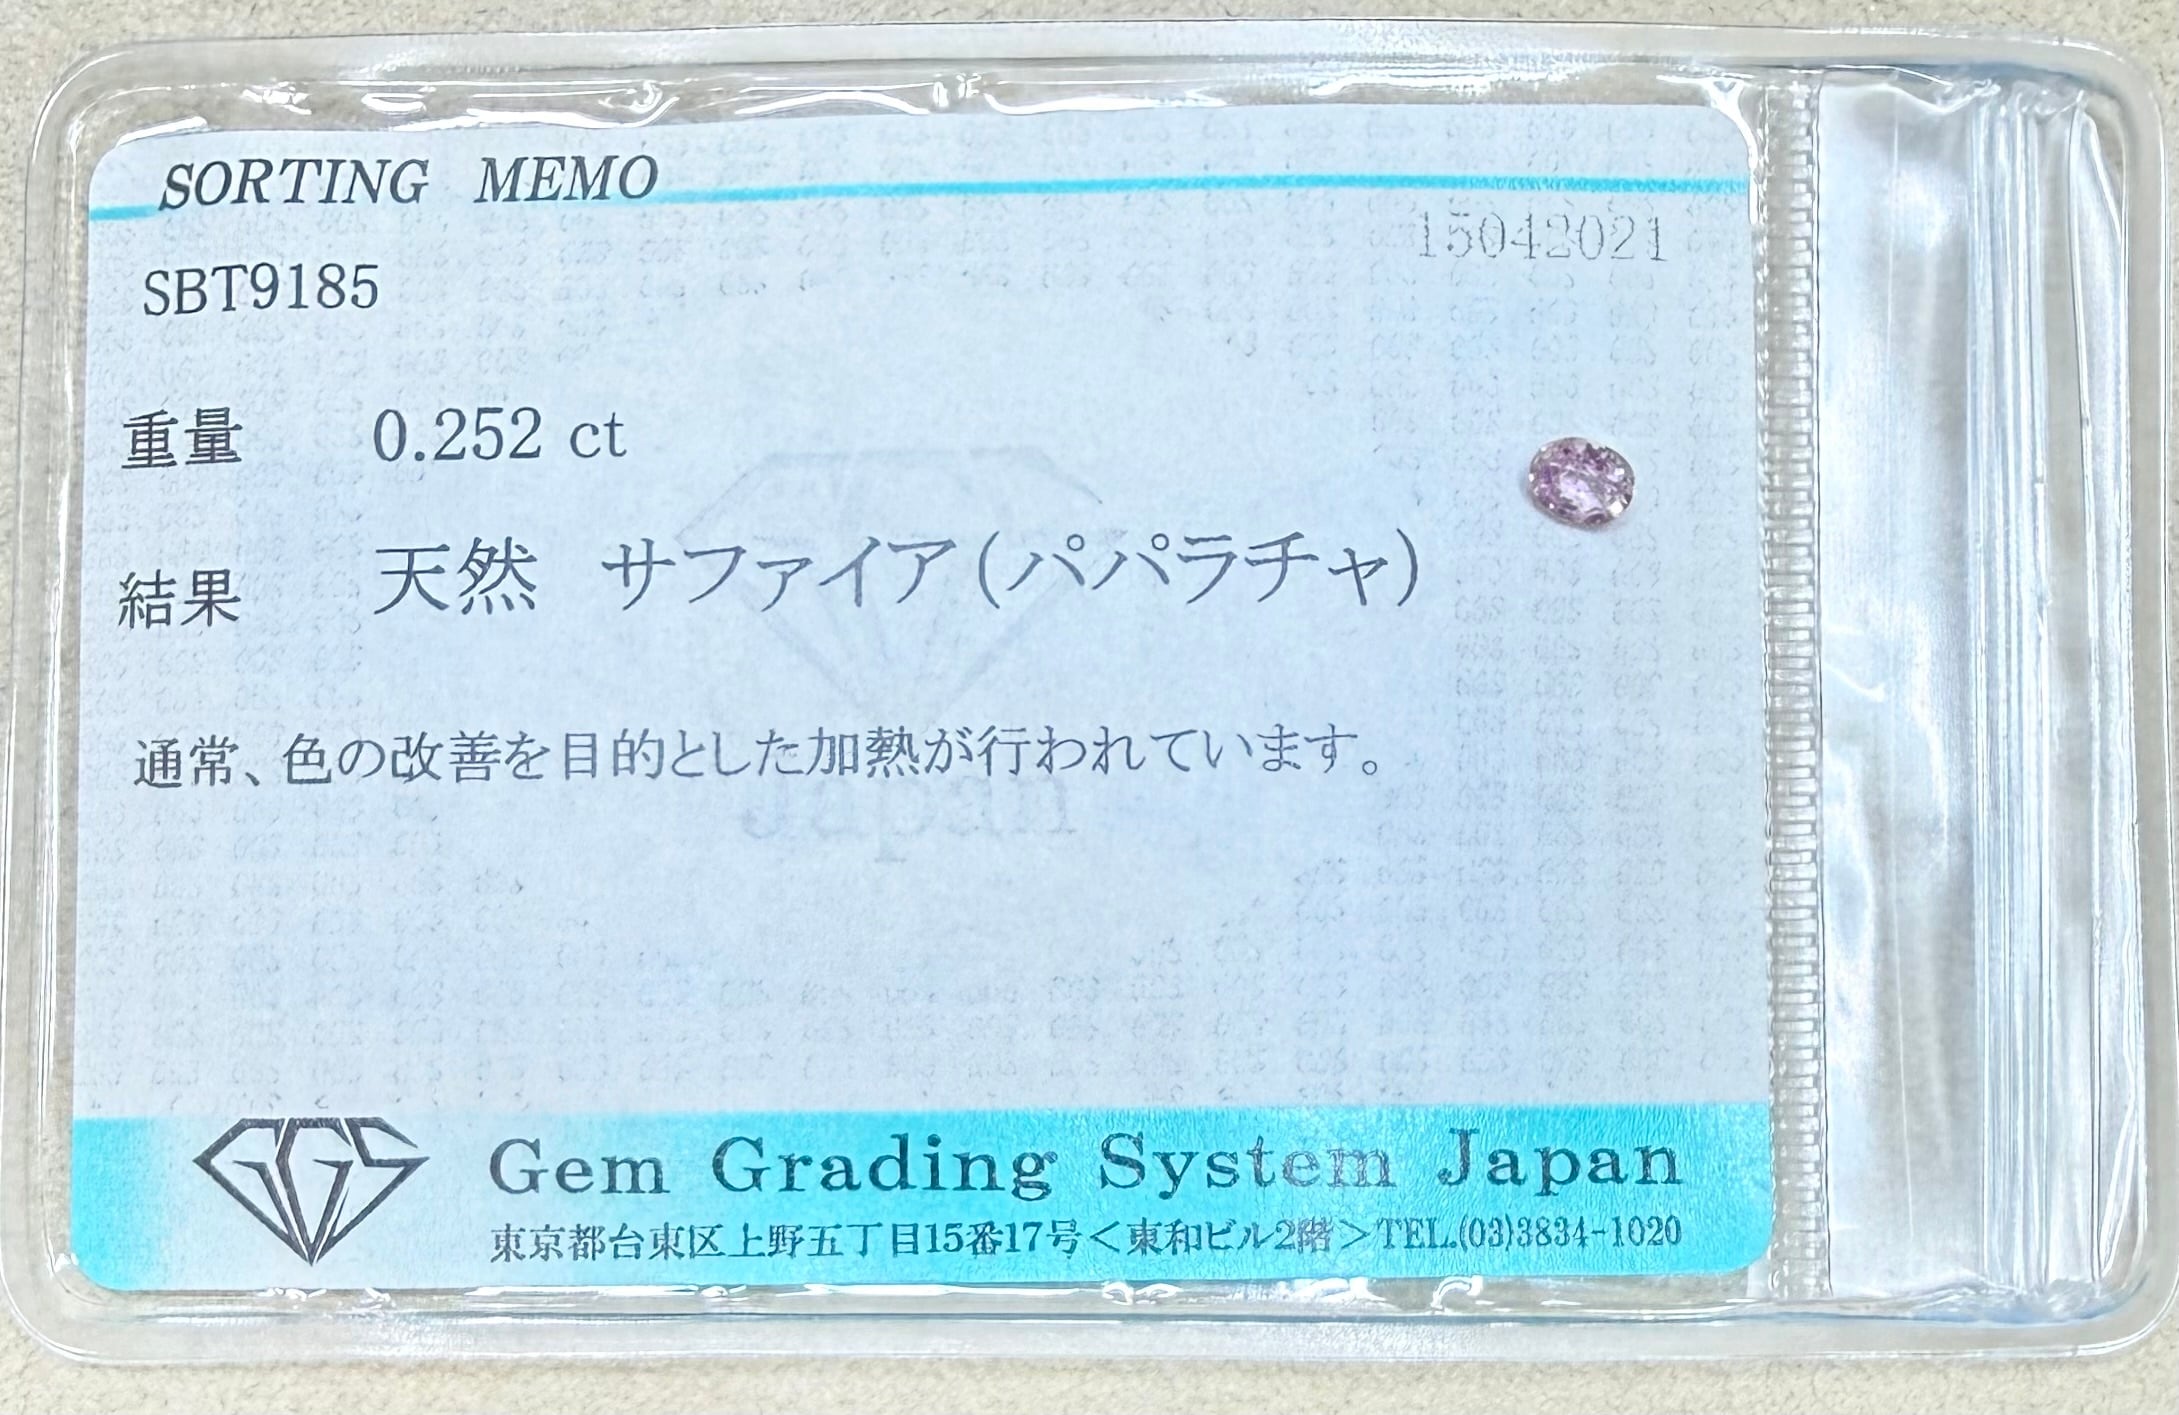 SORTING MEMO
15042021
SBT9185
重量 0.252 ct
結果 天然 サファイア(パパラチャ)
通常、色の改善を目的とした加熱が行われています。
Japan
GGS
Gem Grading System Japan
東京都台東区上野五丁目15番17号<東和ビル2階>TEL.(03)3834-1020